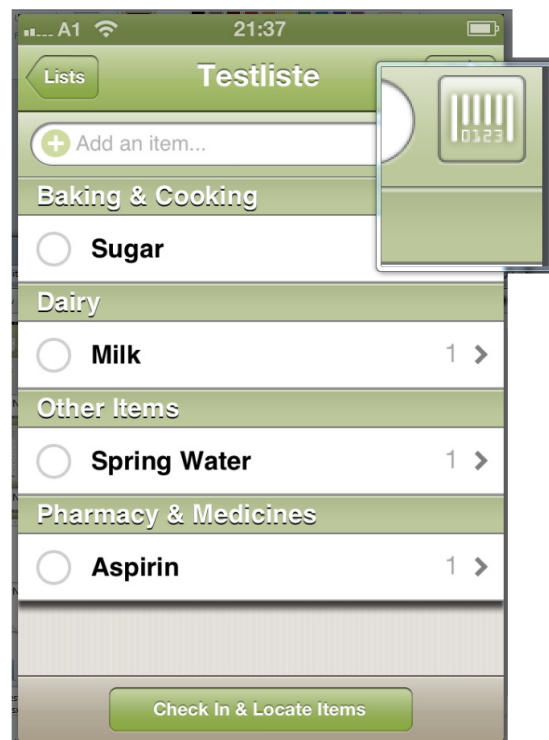 A1 21:37
Lists Testliste
Add an item...
0123
Baking & Cooking
Sugar
Dairy
Milk 1
Other Items
Spring Water 1
Pharmacy & Medicines
Aspirin 1
Check In & Locate Items